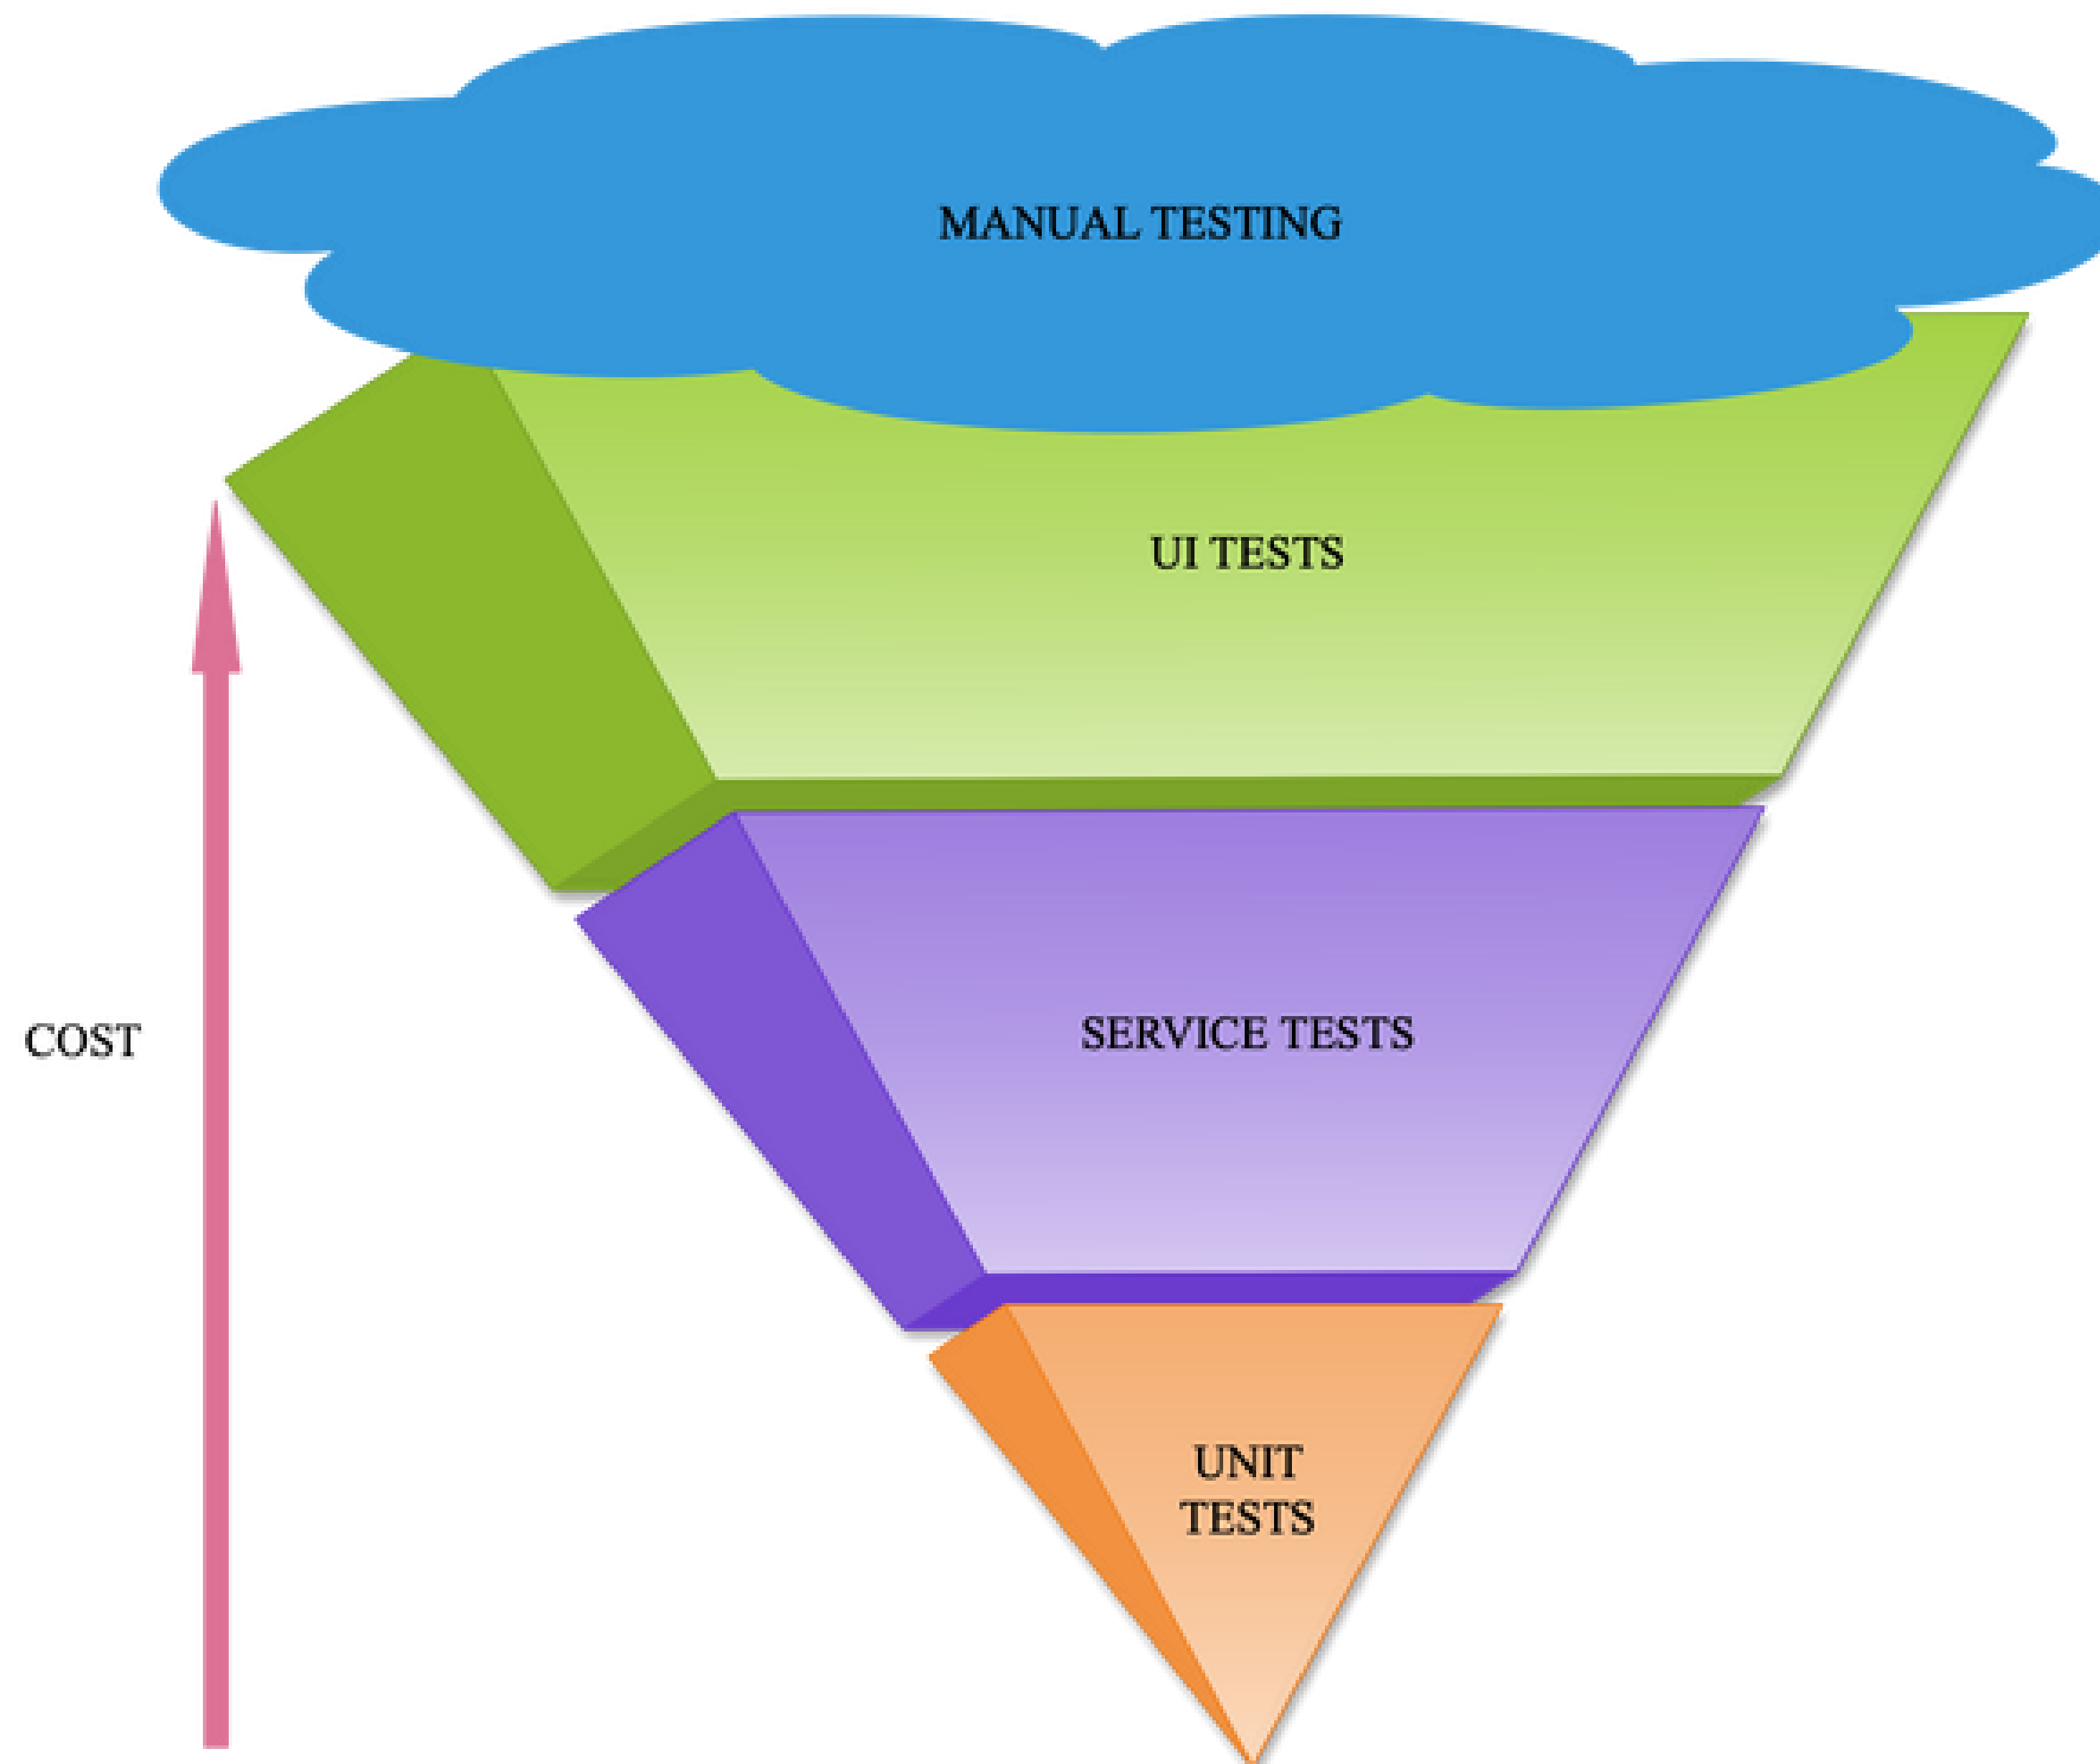 MANUAL TESTING
UI TESTS
COST
SERVICE TESTS
UNIT
TESTS